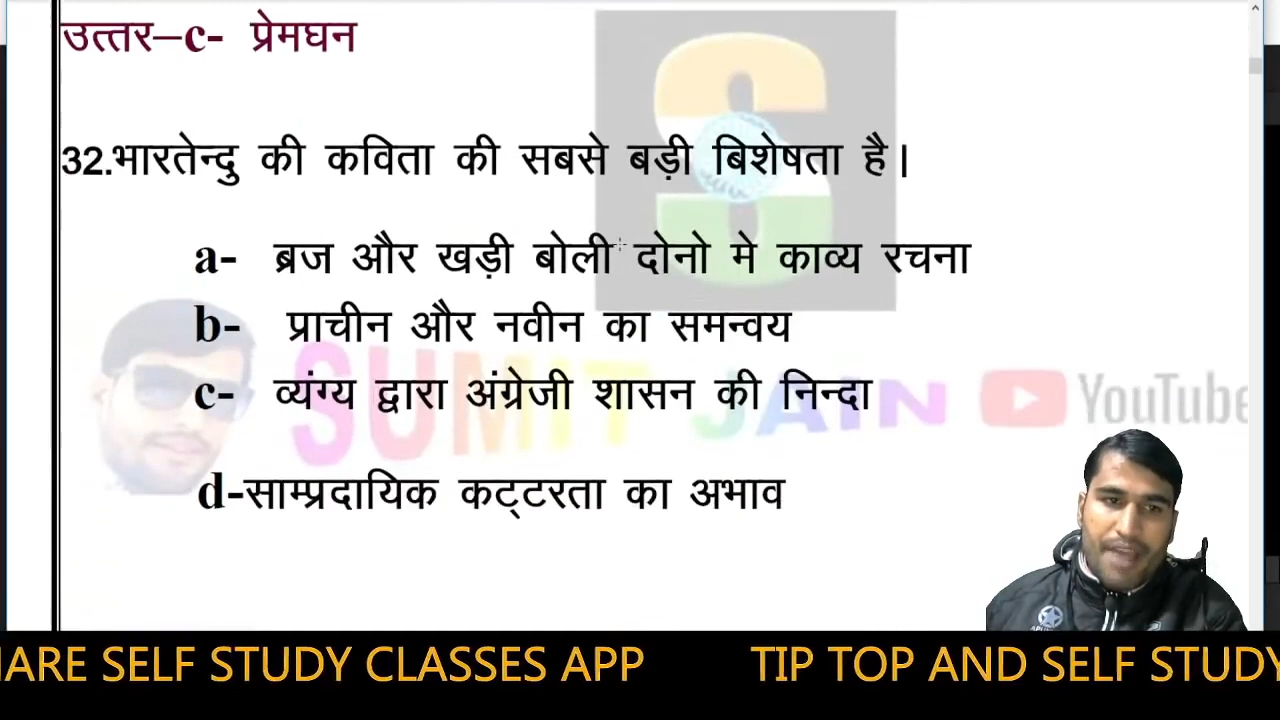 उत्तर–c- प्रेमघन
32.भारतेन्दु की कविता की सबसे बड़ी बिशेषता है।
a- ब्रज और खड़ी बोली दोनो मे काव्य रचना
b- प्राचीन और नवीन का समन्वय
c- व्यंग्य द्वारा अंग्रेजी शासन की निन्दा
SUMIT JAIN YouTube
d-साम्प्रदायिक कट्टरता का अभाव
HARE SELF STUDY CLASSES APP TIP TOP AND SELF STUDY